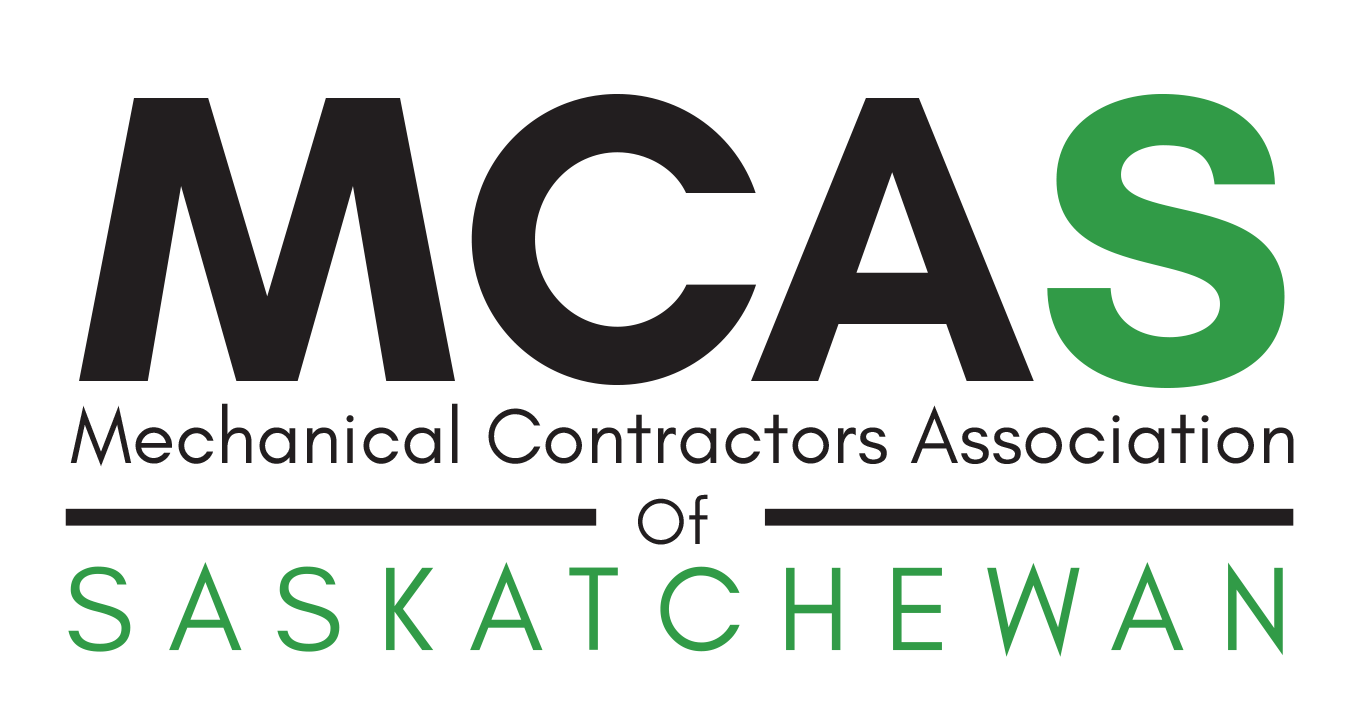 MCAS
Mechanical Contractors Association
Of
SASKATCHEWAN